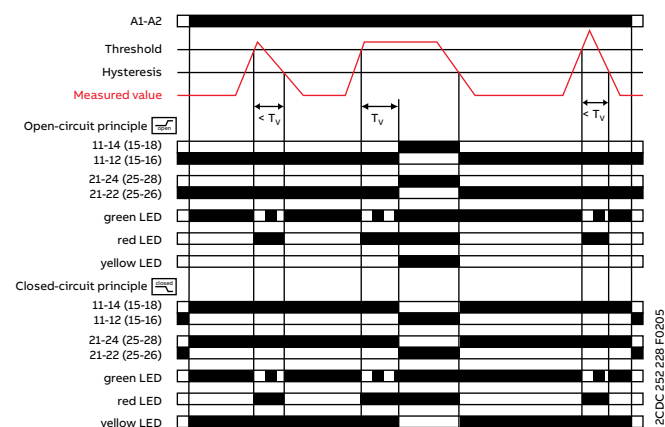 A1-A2
Threshold
Hysteresis
Measured value
< Tv
Tv
< Tv
Open-circuit principle open
11-14 (15-18)
11-12 (15-16)
21-24 (25-28)
21-22 (25-26)
green LED
red LED
yellow LED
Closed-circuit principle closed
11-14 (15-18)
11-12 (15-16)
21-24 (25-28)
21-22 (25-26)
green LED
red LED
yellow LED
2CDC 252 228 F0205